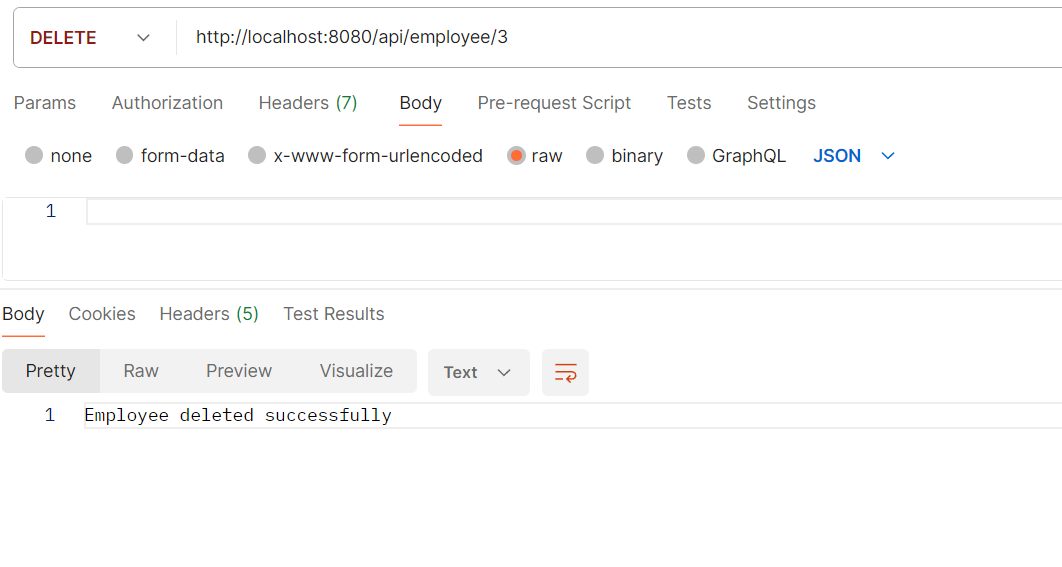 DELETE http://localhost:8080/api/employee/3
Params Authorization Headers (7) Body Pre-request Script Tests Settings
none form-data x-www-form-urlencoded raw binary GraphQL JSON
1
Body Cookies Headers (5) Test Results
Pretty Raw Preview Visualize Text
1 Employee deleted successfully